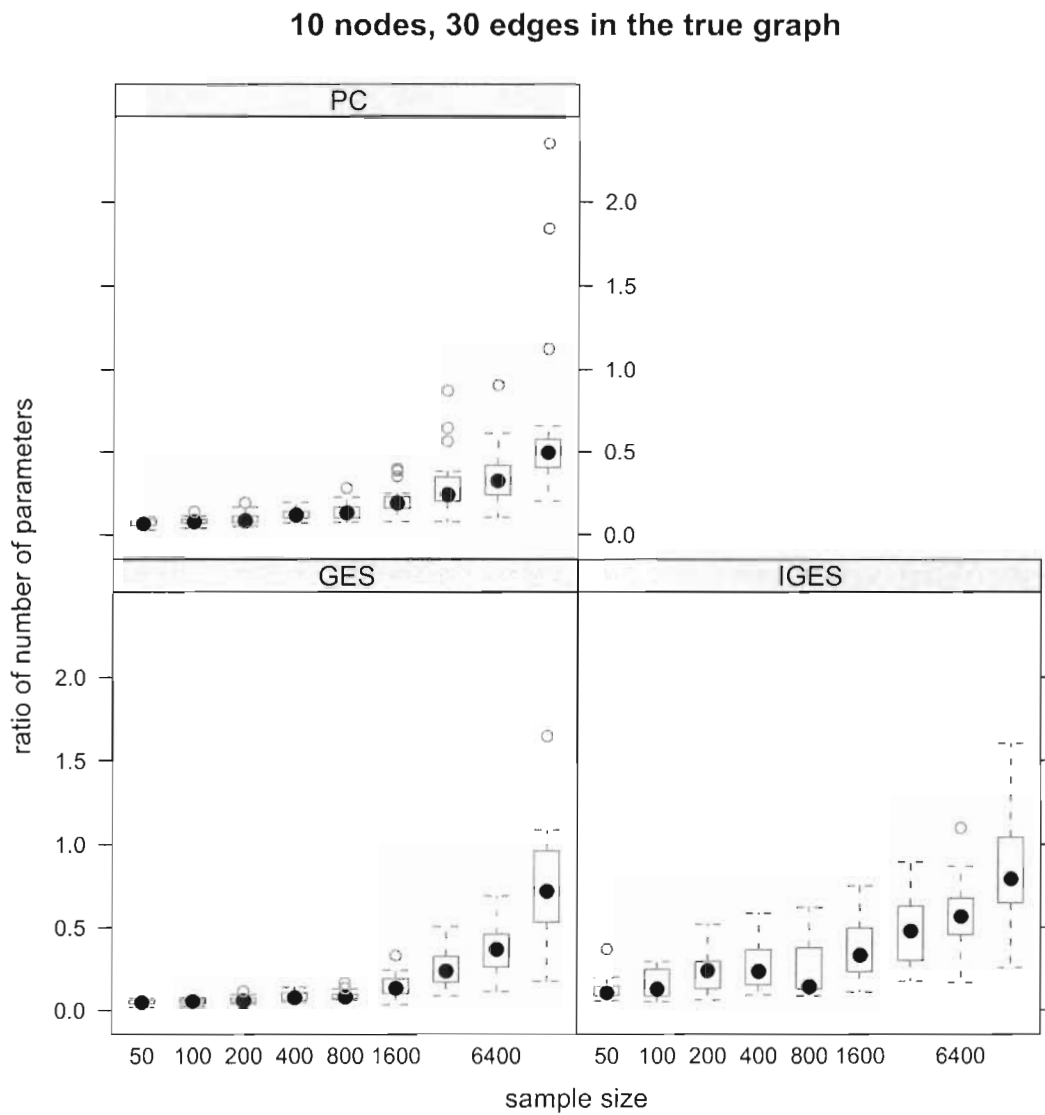 10 nodes, 30 edges in the true graph
PC
2.0
1.5
1.0
0.5
0.0
ratio of number of parameters
GES
IGES
2.0
1.5
1.0
0.5
0.0
50 100 200 400 800 1600 6400
50 100 200 400 800 1600 6400
sample size